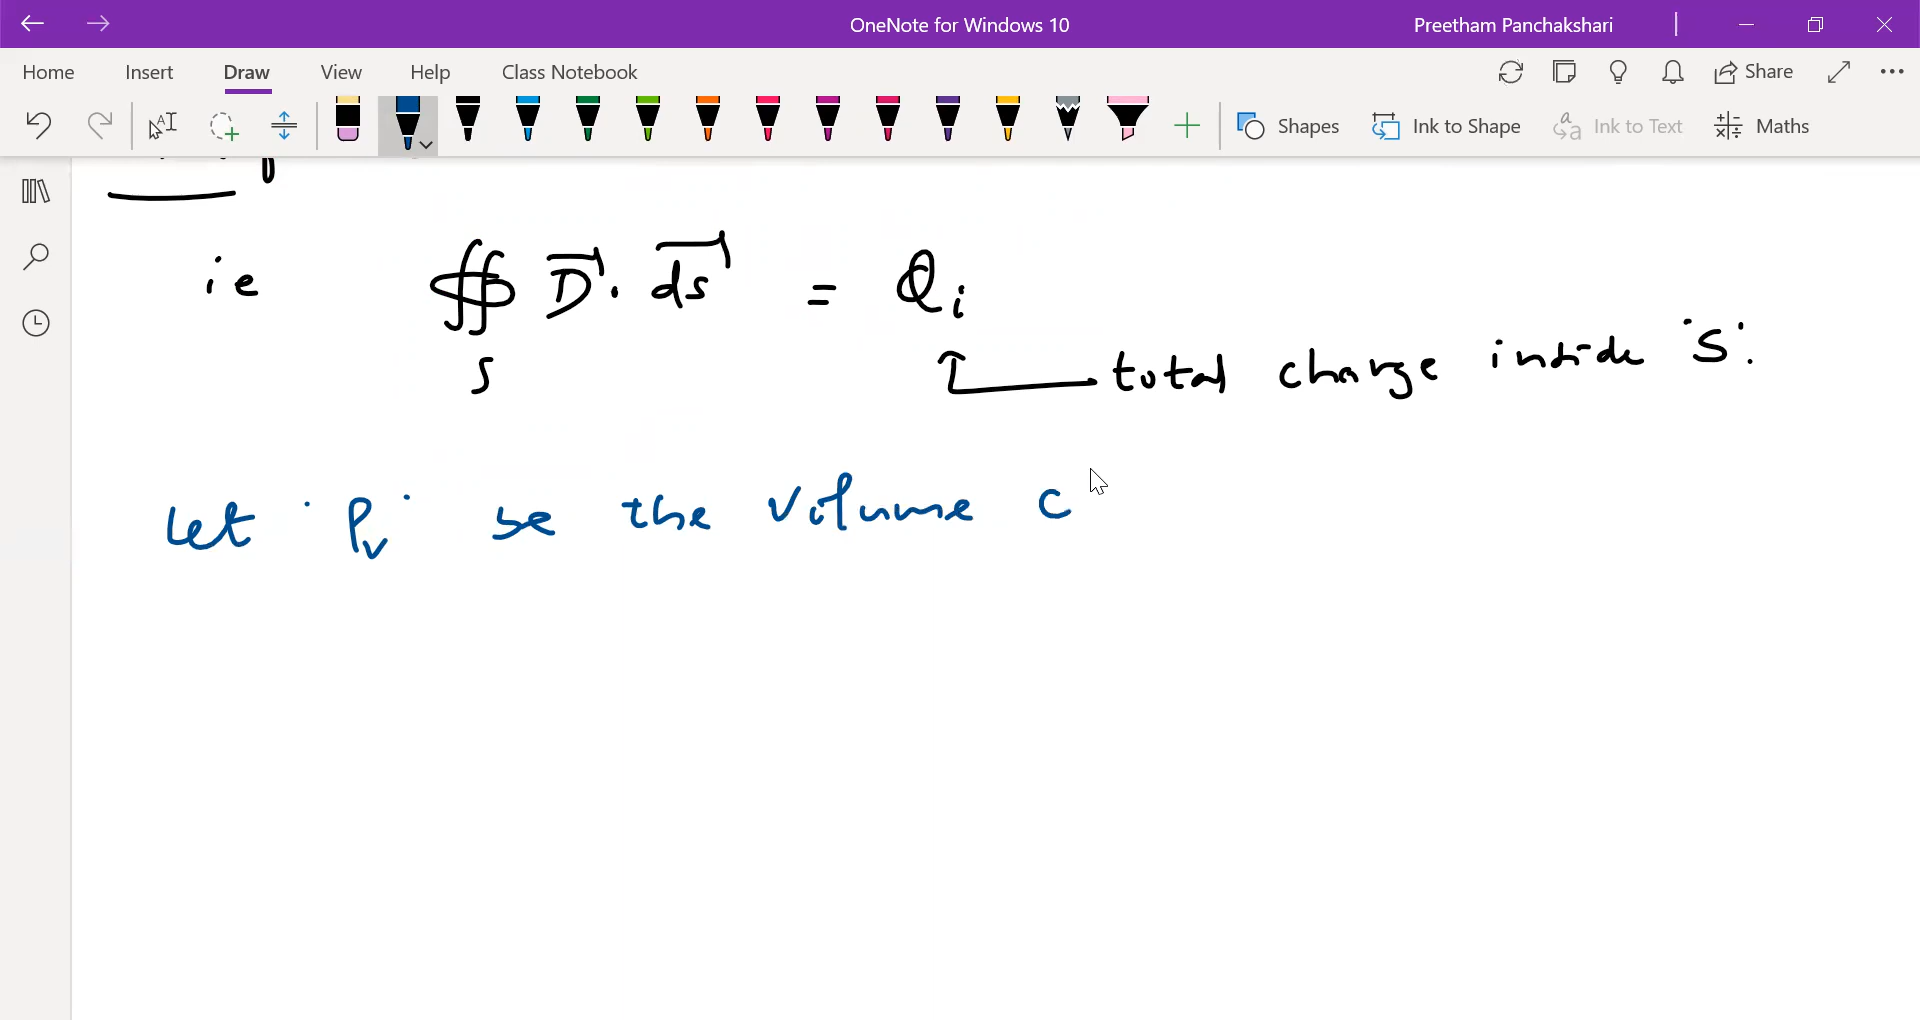 OneNote for Windows 10
Preetham Panchakshari
Home Insert Draw View Help Class Notebook
Share
Shapes Ink to Shape Ink to Text Maths
ie ∯ D⃗ . ds⃗ = Qi
S
total charge inside 'S'.
Let 'ρv' be the volume c